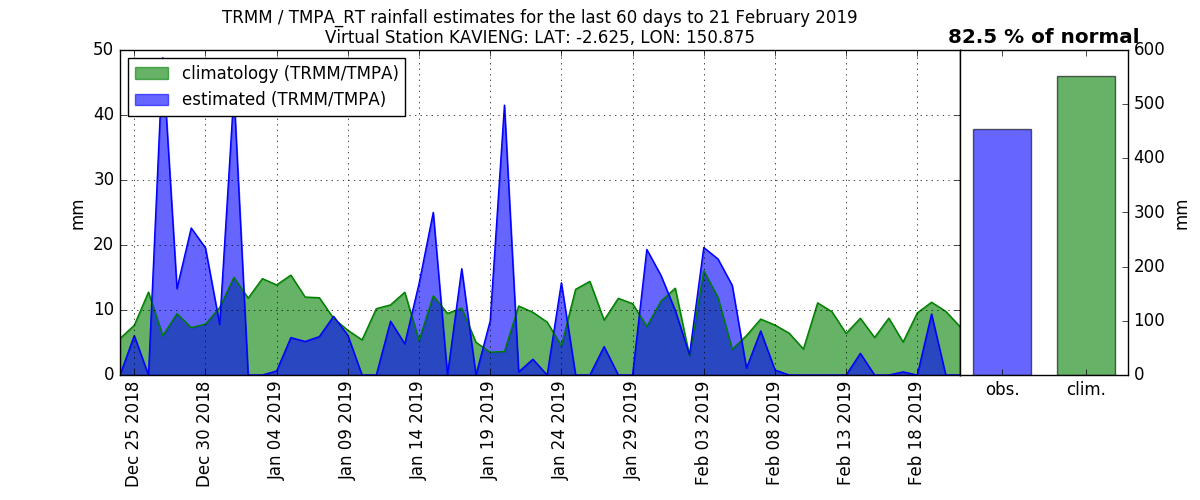 TRMM / TMPA_RT rainfall estimates for the last 60 days to 21 February 2019
Virtual Station KAVIENG: LAT: -2.625, LON: 150.875
82.5 % of normal
climatology (TRMM/TMPA)
estimated (TRMM/TMPA)
50
40
30
20
10
0
mm
Dec 25 2018
Dec 30 2018
Jan 04 2019
Jan 09 2019
Jan 14 2019
Jan 19 2019
Jan 24 2019
Jan 29 2019
Feb 03 2019
Feb 08 2019
Feb 13 2019
Feb 18 2019
obs.
clim.
600
500
400
300
200
100
0
mm